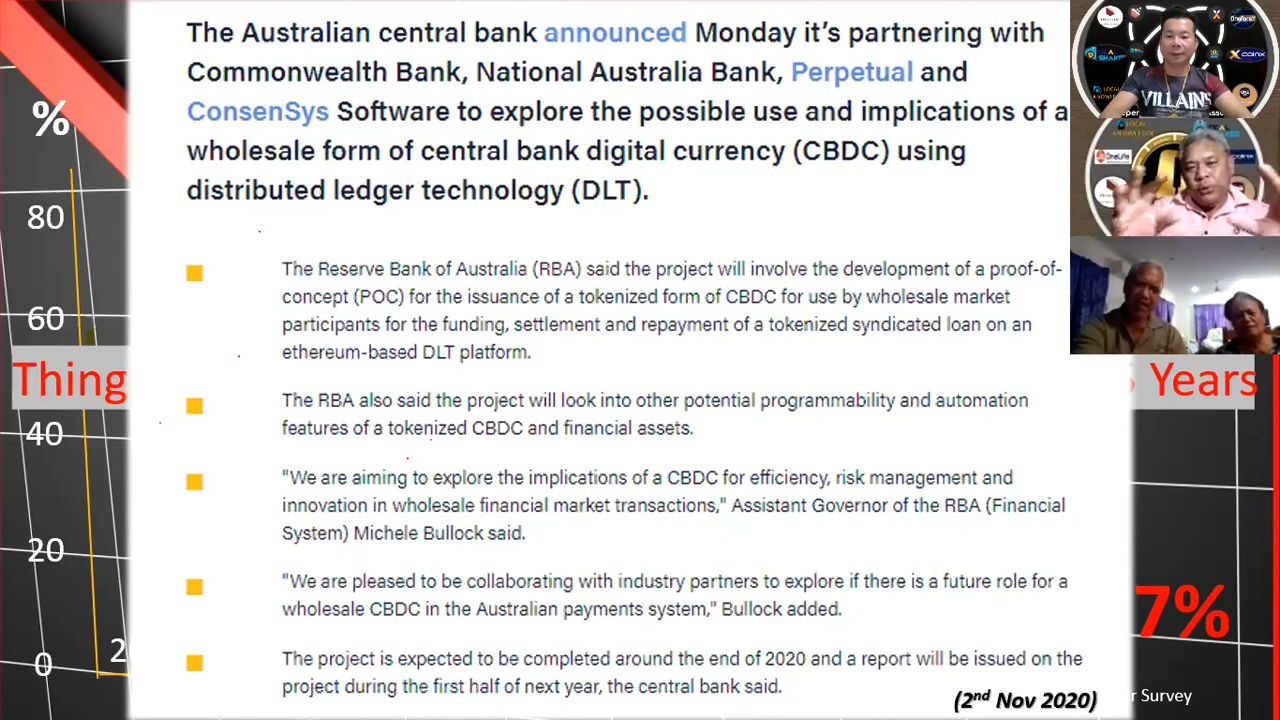 The Australian central bank announced Monday it’s partnering with
Commonwealth Bank, National Australia Bank, Perpetual and
ConsenSys Software to explore the possible use and implications of a
wholesale form of central bank digital currency (CBDC) using
distributed ledger technology (DLT).
The Reserve Bank of Australia (RBA) said the project will involve the development of a proof-of-
concept (POC) for the issuance of a tokenized form of CBDC for use by wholesale market
participants for the funding, settlement and repayment of a tokenized syndicated loan on an
ethereum-based DLT platform.
The RBA also said the project will look into other potential programmability and automation
features of a tokenized CBDC and financial assets.
"We are aiming to explore the implications of a CBDC for efficiency, risk management and
innovation in wholesale financial market transactions," Assistant Governor of the RBA (Financial
System) Michele Bullock said.
"We are pleased to be collaborating with industry partners to explore if there is a future role for a
wholesale CBDC in the Australian payments system," Bullock added.
The project is expected to be completed around the end of 2020 and a report will be issued on the
project during the first half of next year, the central bank said.
(2nd Nov 2020)
%
80
60
Thing
40
20
0
2
Years
7%
Survey
VILLAINS
OneLife
LOCAL
KNOWLEDGE